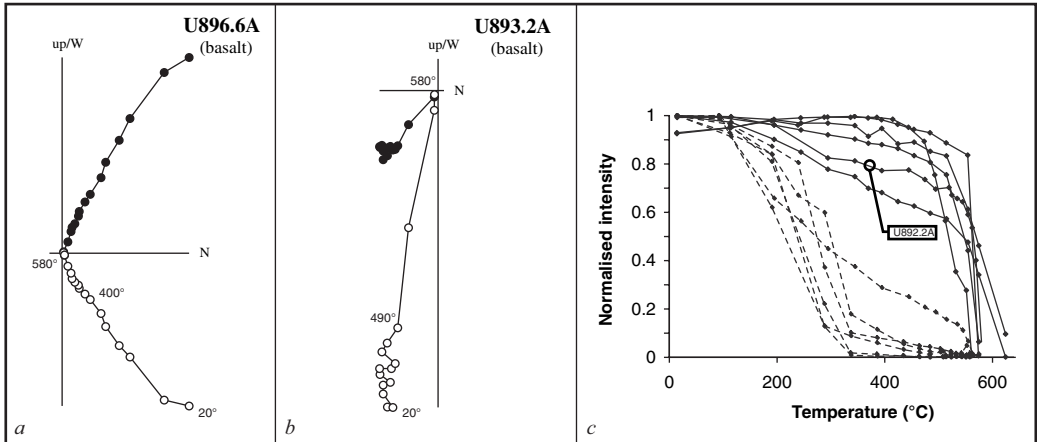 U896.6A
(basalt)
up/W
N
580°
400°
20°
a
U893.2A
(basalt)
up/W
580°
N
490°
20°
b
c
Normalised intensity
1
0.8
0.6
0.4
0.2
0
U892.2A
0
200
400
600
Temperature (°C)